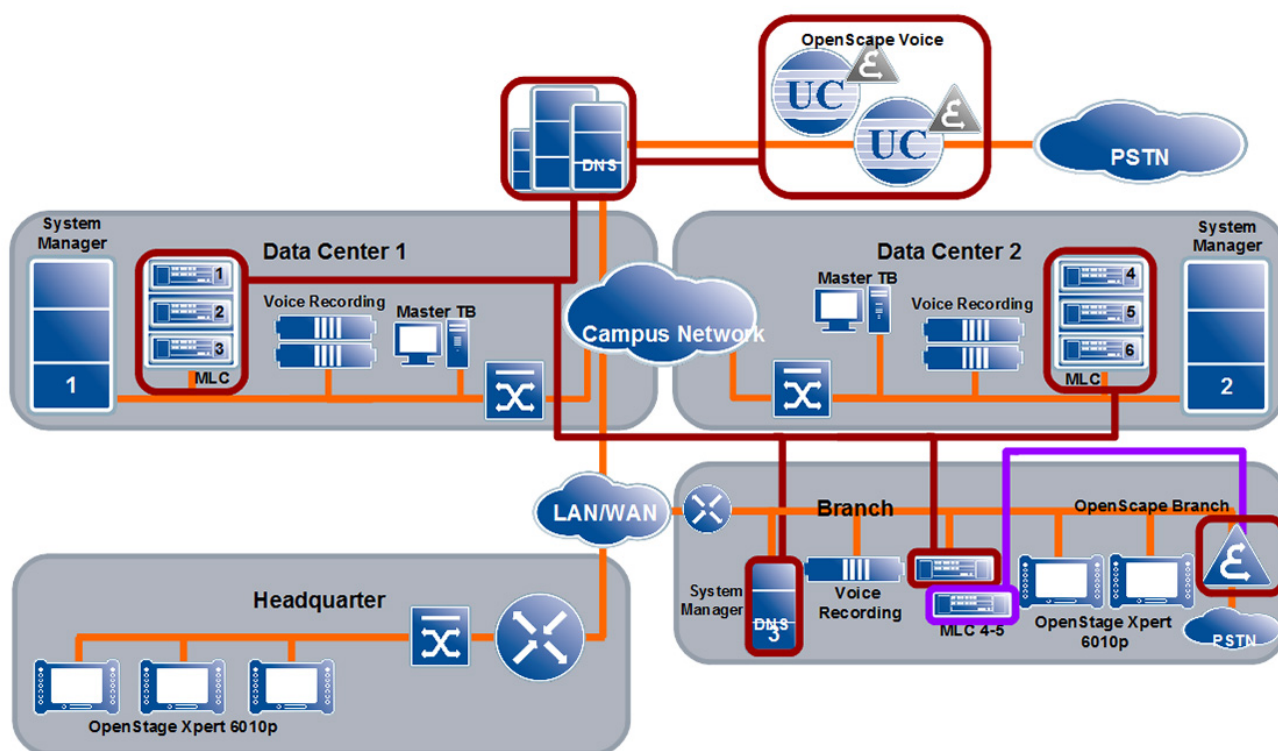 OpenScape Voice
UC
UC
DNS
PSTN
System
Manager
Data Center 1
1
2
3
Voice Recording
Master TB
MLC
1
Campus Network
Data Center 2
System
Manager
Master TB
Voice Recording
4
5
6
MLC
2
LAN/WAN
Branch
OpenScape Branch
System
Manager
DNS
3
Voice
Recording
MLC 4-5
OpenStage Xpert
6010p
PSTN
Headquarter
OpenStage Xpert 6010p